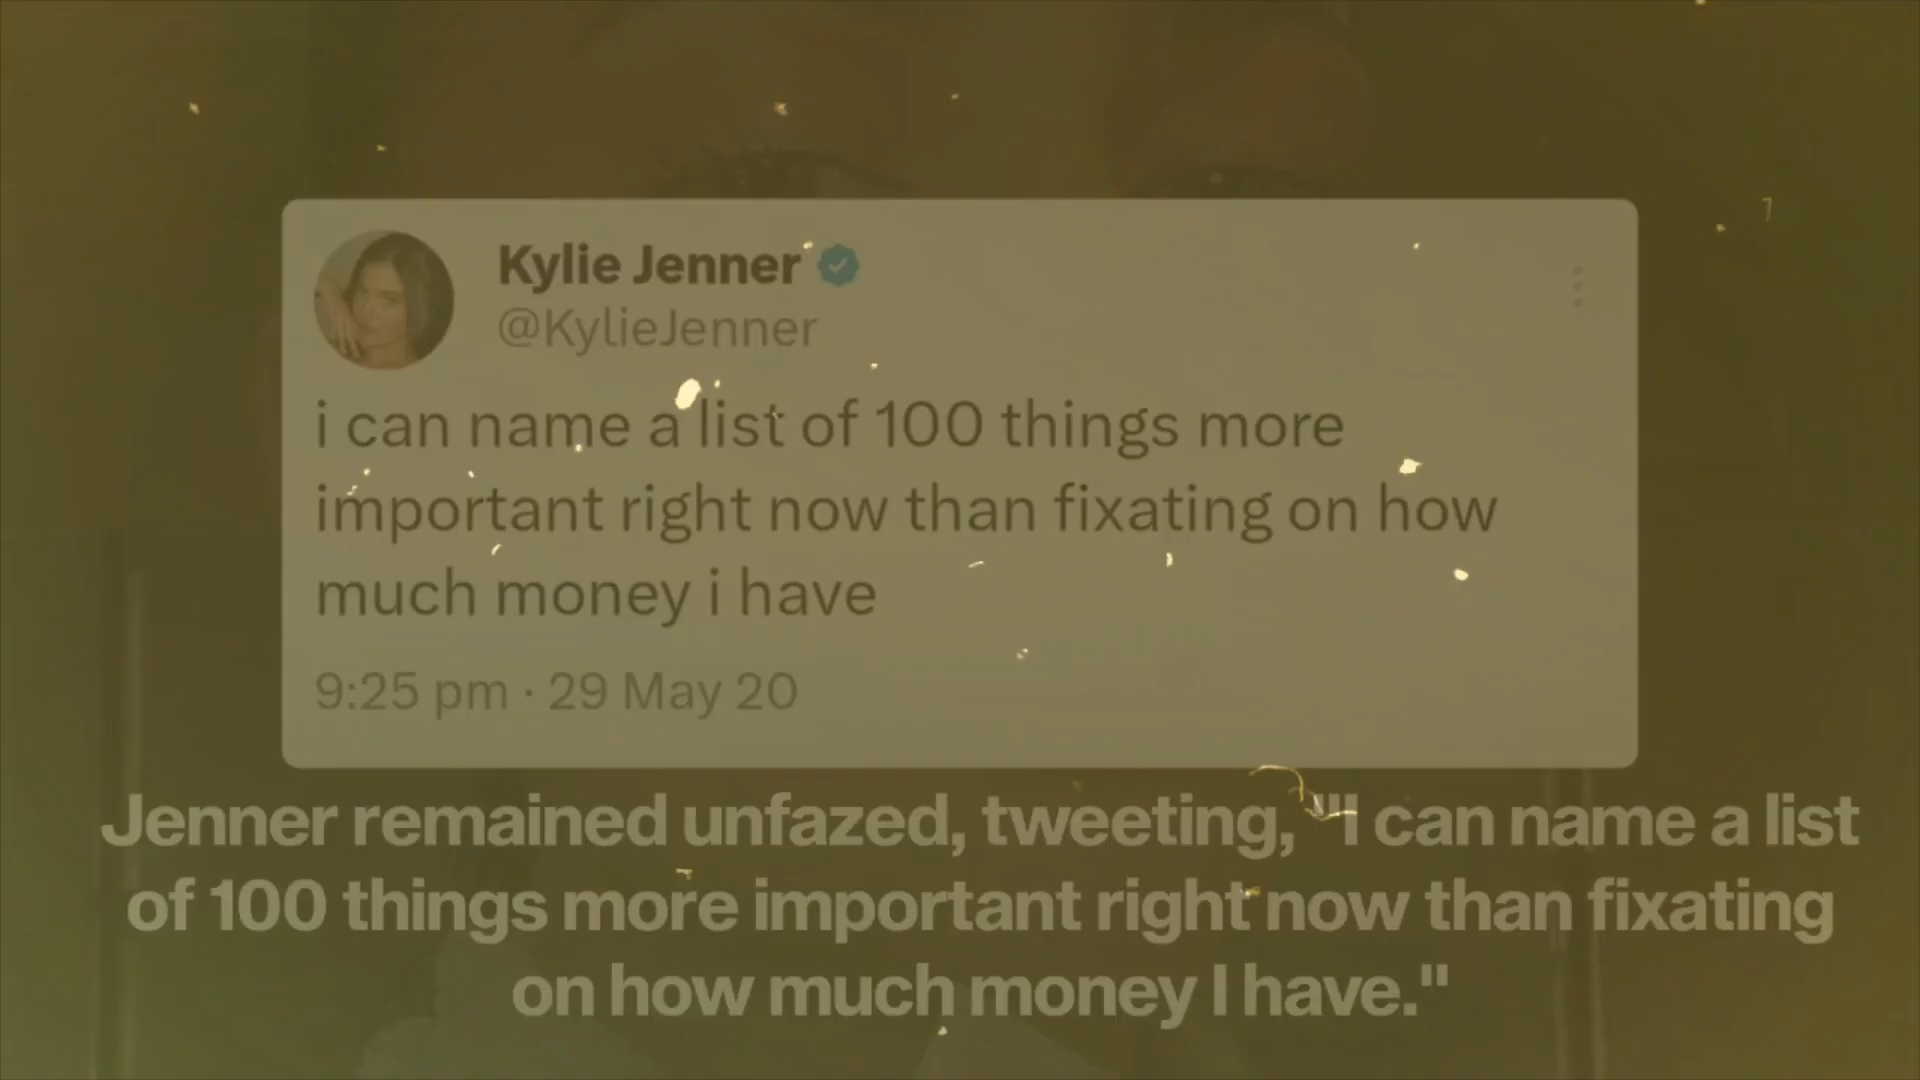 Kylie Jenner
@KylieJenner
i can name a list of 100 things more
important right now than fixating on how
much money i have
9:25 pm · 29 May 20
Jenner remained unfazed, tweeting, "I can name a list
of 100 things more important right now than fixating
on how much money I have."